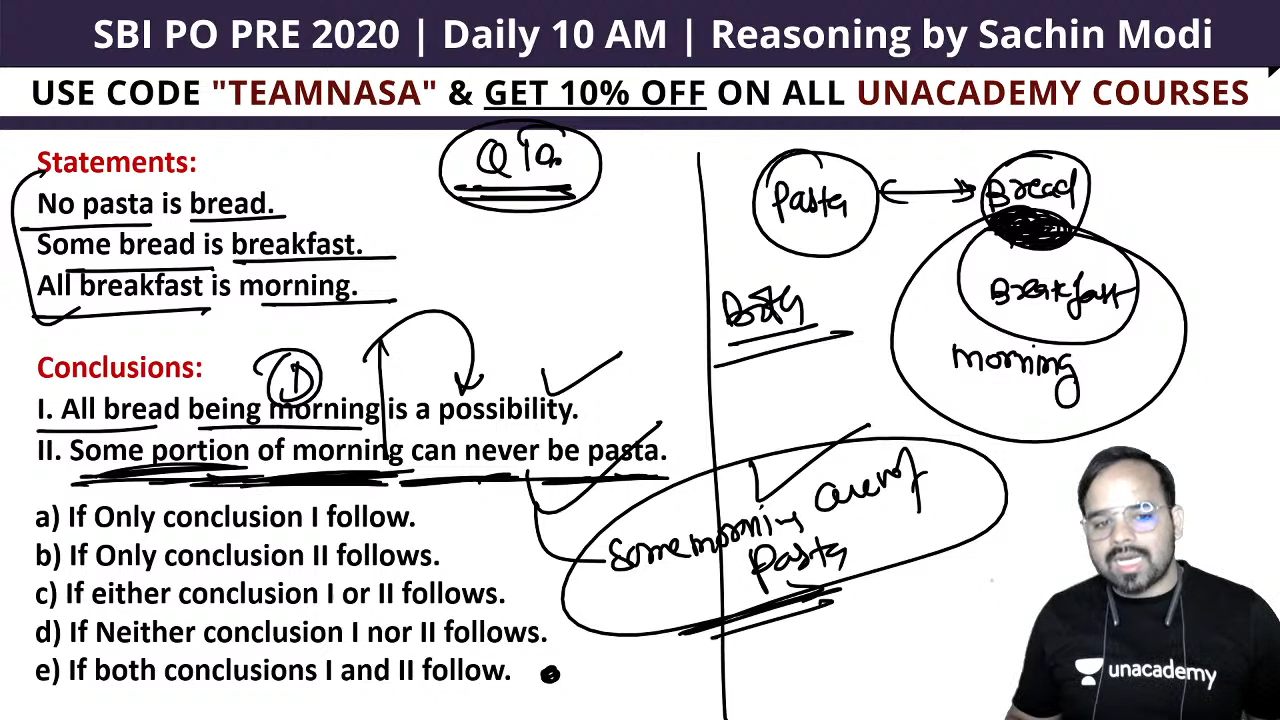 SBI PO PRE 2020 | Daily 10 AM | Reasoning by Sachin Modi
USE CODE "TEAMNASA" & GET 10% OFF ON ALL UNACADEMY COURSES
Statements:
No pasta is bread.
Some bread is breakfast.
All breakfast is morning.
Conclusions:
I. All bread being morning is a possibility.
II. Some portion of morning can never be pasta.
a) If Only conclusion I follow.
b) If Only conclusion II follows.
c) If either conclusion I or II follows.
d) If Neither conclusion I nor II follows.
e) If both conclusions I and II follow.
Pasta
Bread
Breakfast
morning
Both
Some morning are not
Pasta
unacademy